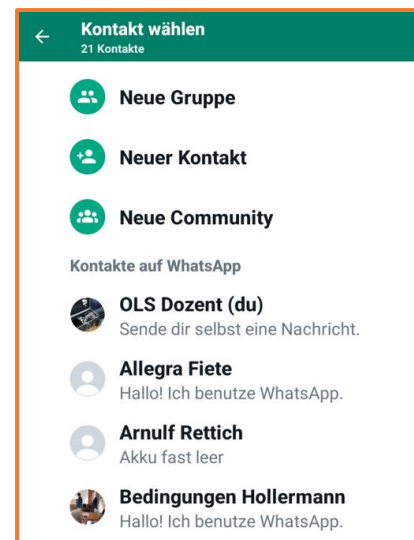 Kontakt wählen
21 Kontakte
Neue Gruppe
Neuer Kontakt
Neue Community
Kontakte auf WhatsApp
OLS Dozent (du)
Sende dir selbst eine Nachricht.
Allegra Fiete
Hallo! Ich benutze WhatsApp.
Arnulf Rettich
Akku fast leer
Bedingungen Hollermann
Hallo! Ich benutze WhatsApp.